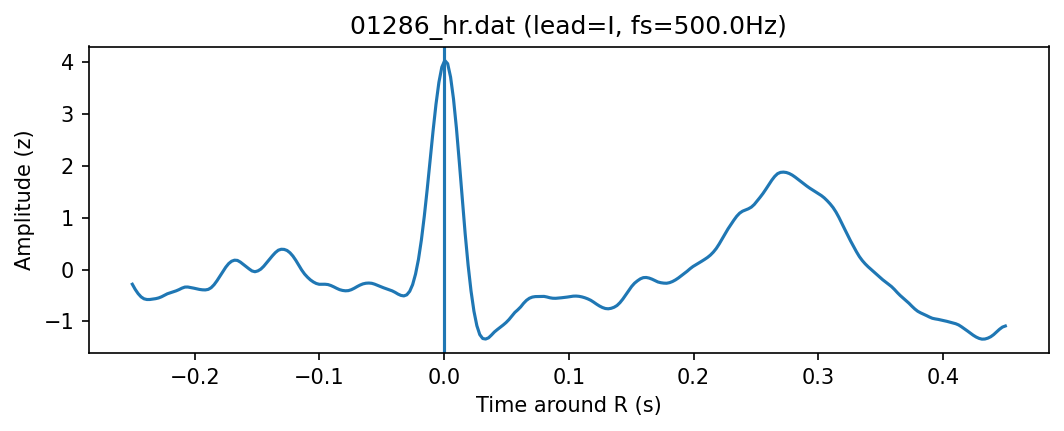 01286_hr.dat (lead=I, fs=500.0Hz)
Amplitude (z)
4
3
2
1
0
−1
−0.2 −0.1 0.0 0.1 0.2 0.3 0.4
Time around R (s)